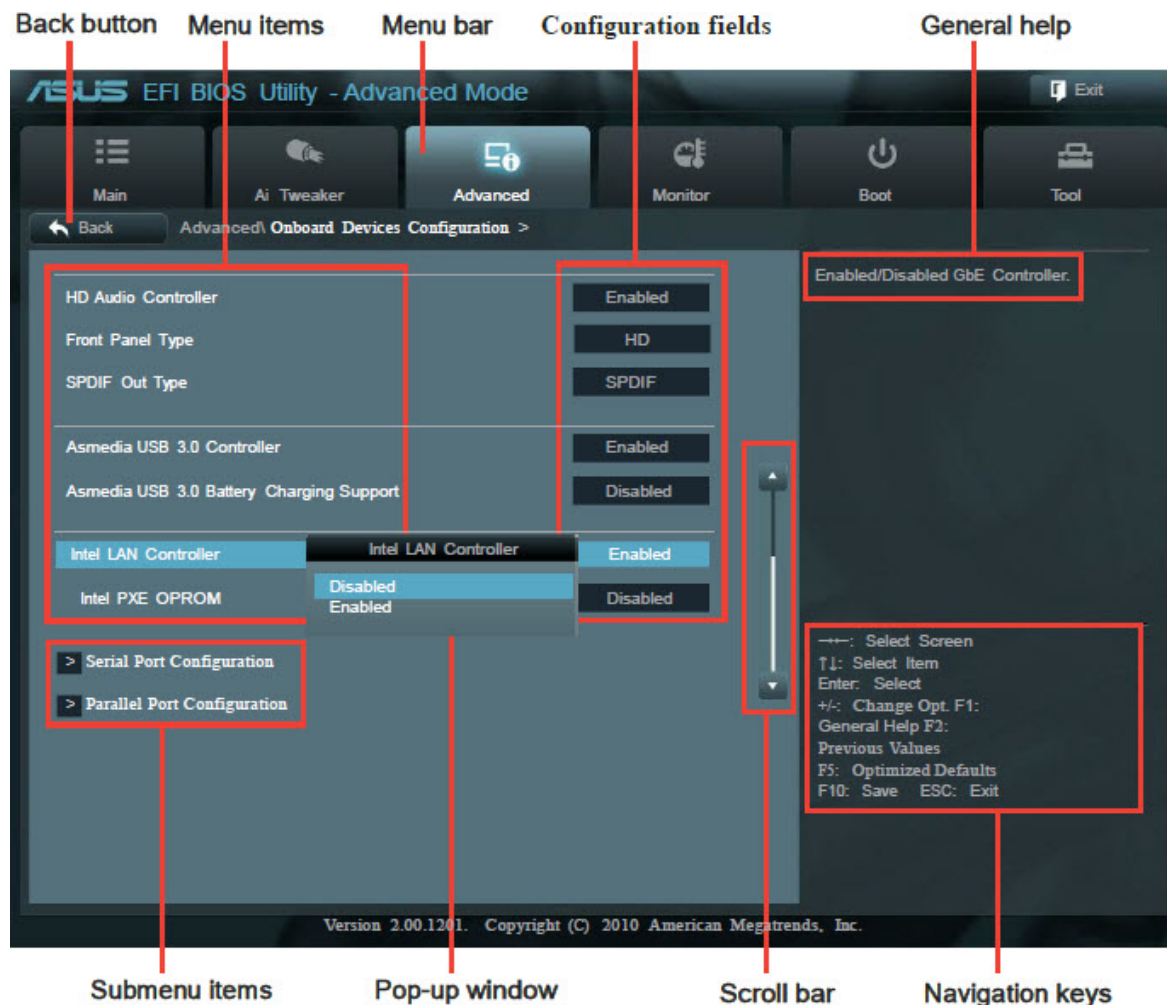 Back button Menu items Menu bar Configuration fields General help
ASUS EFI BIOS Utility - Advanced Mode Exit
Main Ai Tweaker Advanced Monitor Boot Tool
Back Advanced\ Onboard Devices Configuration >
Enabled/Disabled GbE Controller.
HD Audio Controller Enabled
Front Panel Type HD
SPDIF Out Type SPDIF
Asmedia USB 3.0 Controller Enabled
Asmedia USB 3.0 Battery Charging Support Disabled
Intel LAN Controller Enabled
Intel PXE OPROM Disabled
Intel LAN Controller
Disabled
Enabled
> Serial Port Configuration
> Parallel Port Configuration
→←: Select Screen
↑↓: Select Item
Enter: Select
+/-: Change Opt. F1:
General Help F2:
Previous Values
F5: Optimized Defaults
F10: Save ESC: Exit
Version 2.00.1201. Copyright (C) 2010 American Megatrends, Inc.
Submenu items Pop-up window Scroll bar Navigation keys